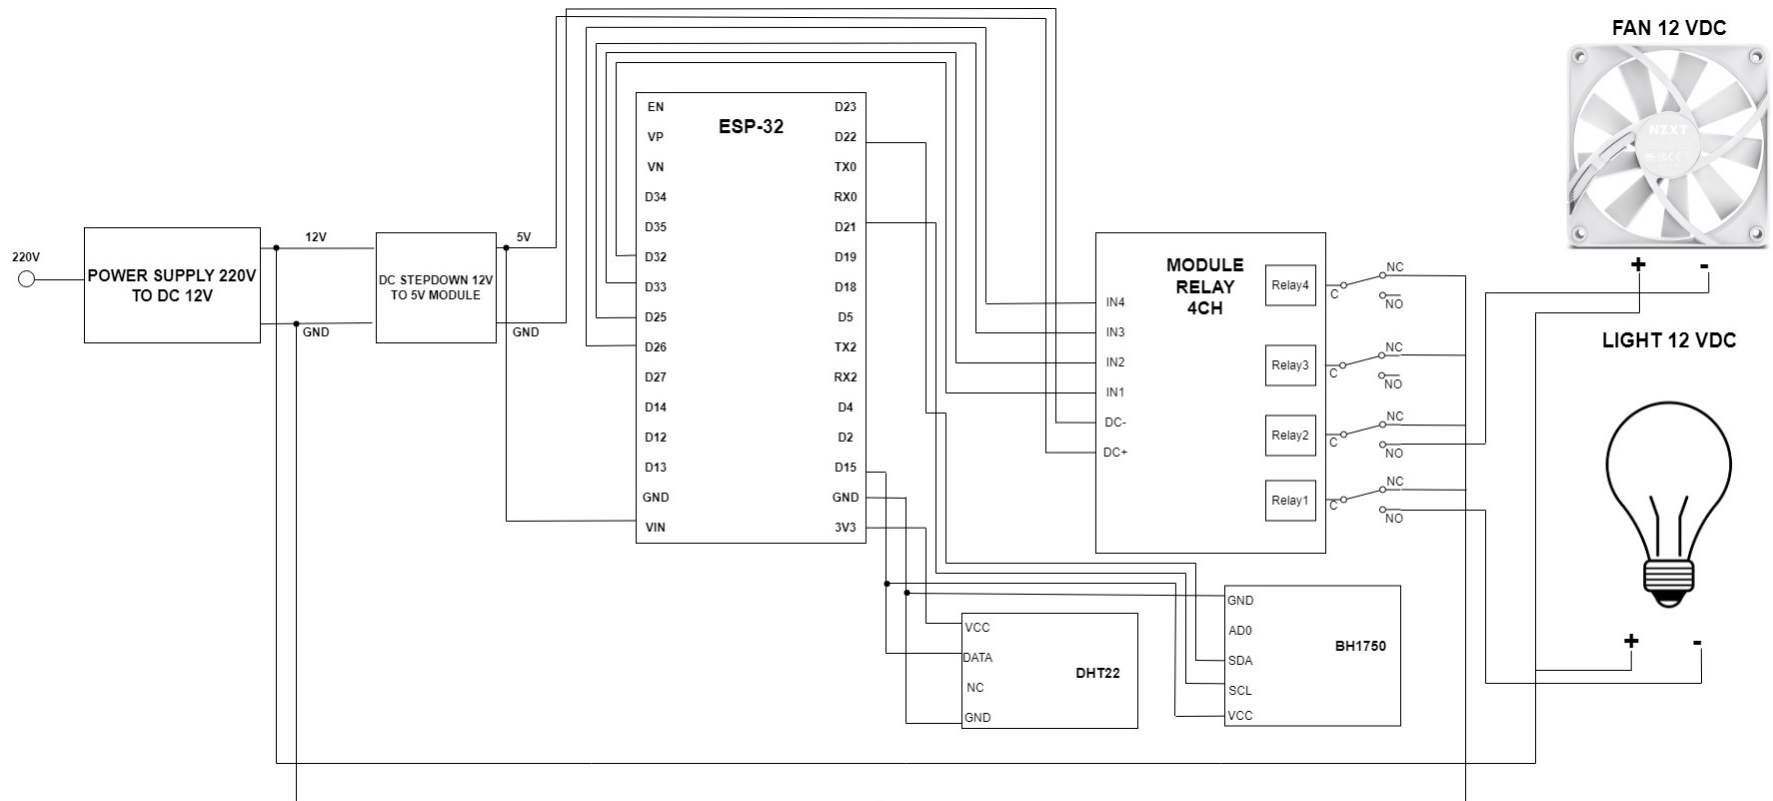 FAN 12 VDC
NZXT
+ -
LIGHT 12 VDC
+ -
220V
POWER SUPPLY 220V
TO DC 12V
12V
GND
DC STEPDOWN 12V
TO 5V MODULE
5V
GND
ESP-32
EN
VP
VN
D34
D35
D32
D33
D25
D26
D27
D14
D12
D13
GND
VIN
D23
D22
TX0
RX0
D21
D19
D18
D5
TX2
RX2
D4
D2
D15
GND
3V3
MODULE
RELAY
4CH
IN4
IN3
IN2
IN1
DC-
DC+
Relay4
C
NC
NO
Relay3
C
NC
NO
Relay2
C
NC
NO
Relay1
C
NC
NO
VCC
DATA
NC
GND
DHT22
GND
AD0
SDA
SCL
VCC
BH1750